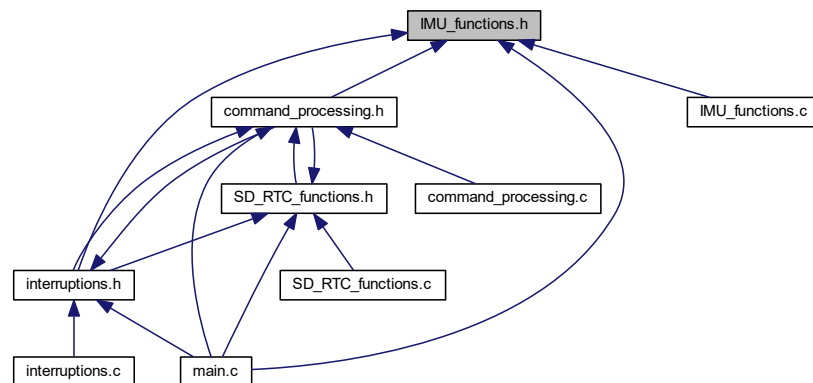 IMU_functions.h
command_processing.h
IMU_functions.c
SD_RTC_functions.h
command_processing.c
interruptions.h
SD_RTC_functions.c
interruptions.c
main.c